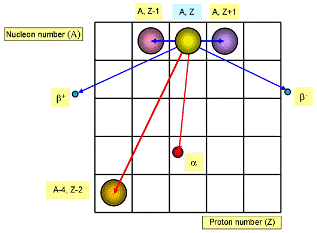 A, Z-1
A, Z
A, Z+1
Nucleon number (A)
β⁺
β⁻
α
A-4, Z-2
Proton number (Z)